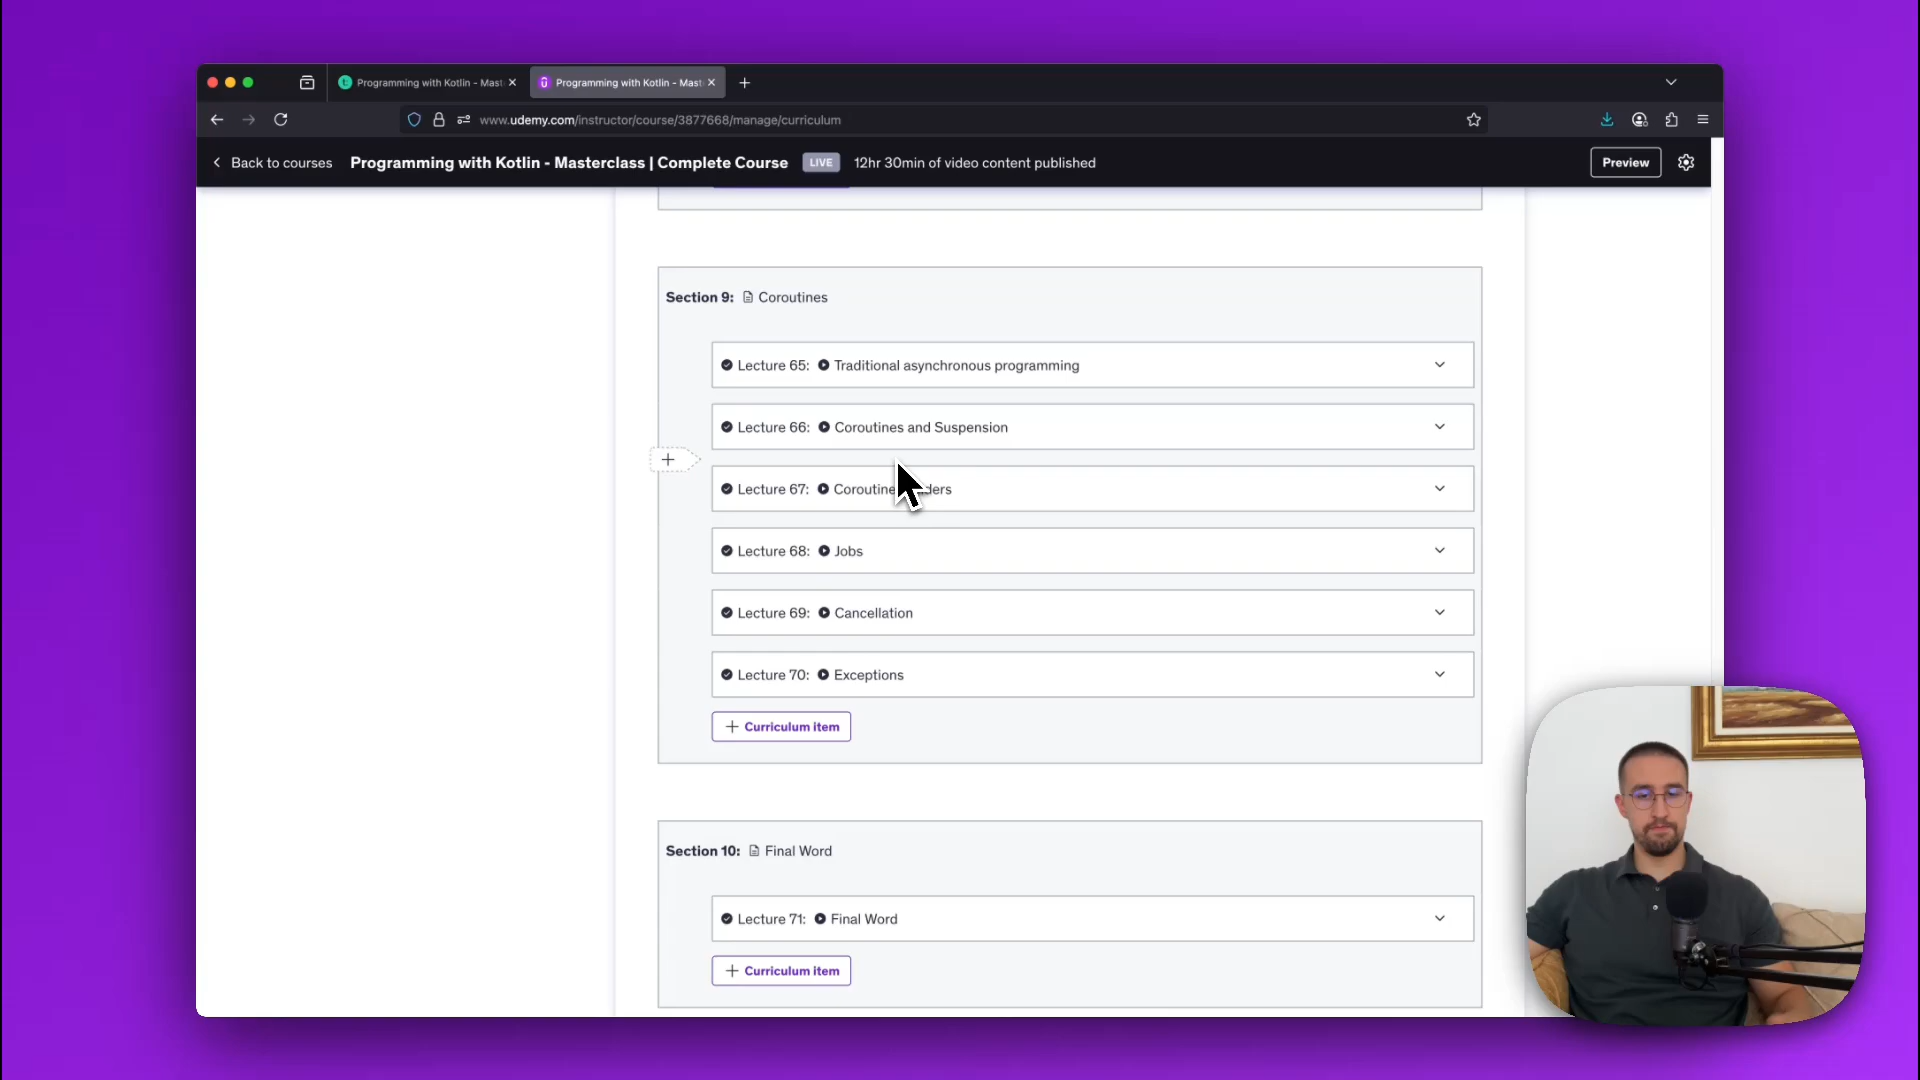 Programming with Kotlin - Mast
Programming with Kotlin - Mast
www.udemy.com/instructor/course/3877668/manage/curriculum
Back to courses
Programming with Kotlin - Masterclass | Complete Course
LIVE
12hr 30min of video content published
Preview
Section 9: Coroutines
Lecture 65: Traditional asynchronous programming
Lecture 66: Coroutines and Suspension
Lecture 67:
Lecture 68: Jobs
Lecture 69: Cancellation
Lecture 70: Exceptions
+ Curriculum item
Section 10: Final Word
Lecture 71: Final Word
+ Curriculum item